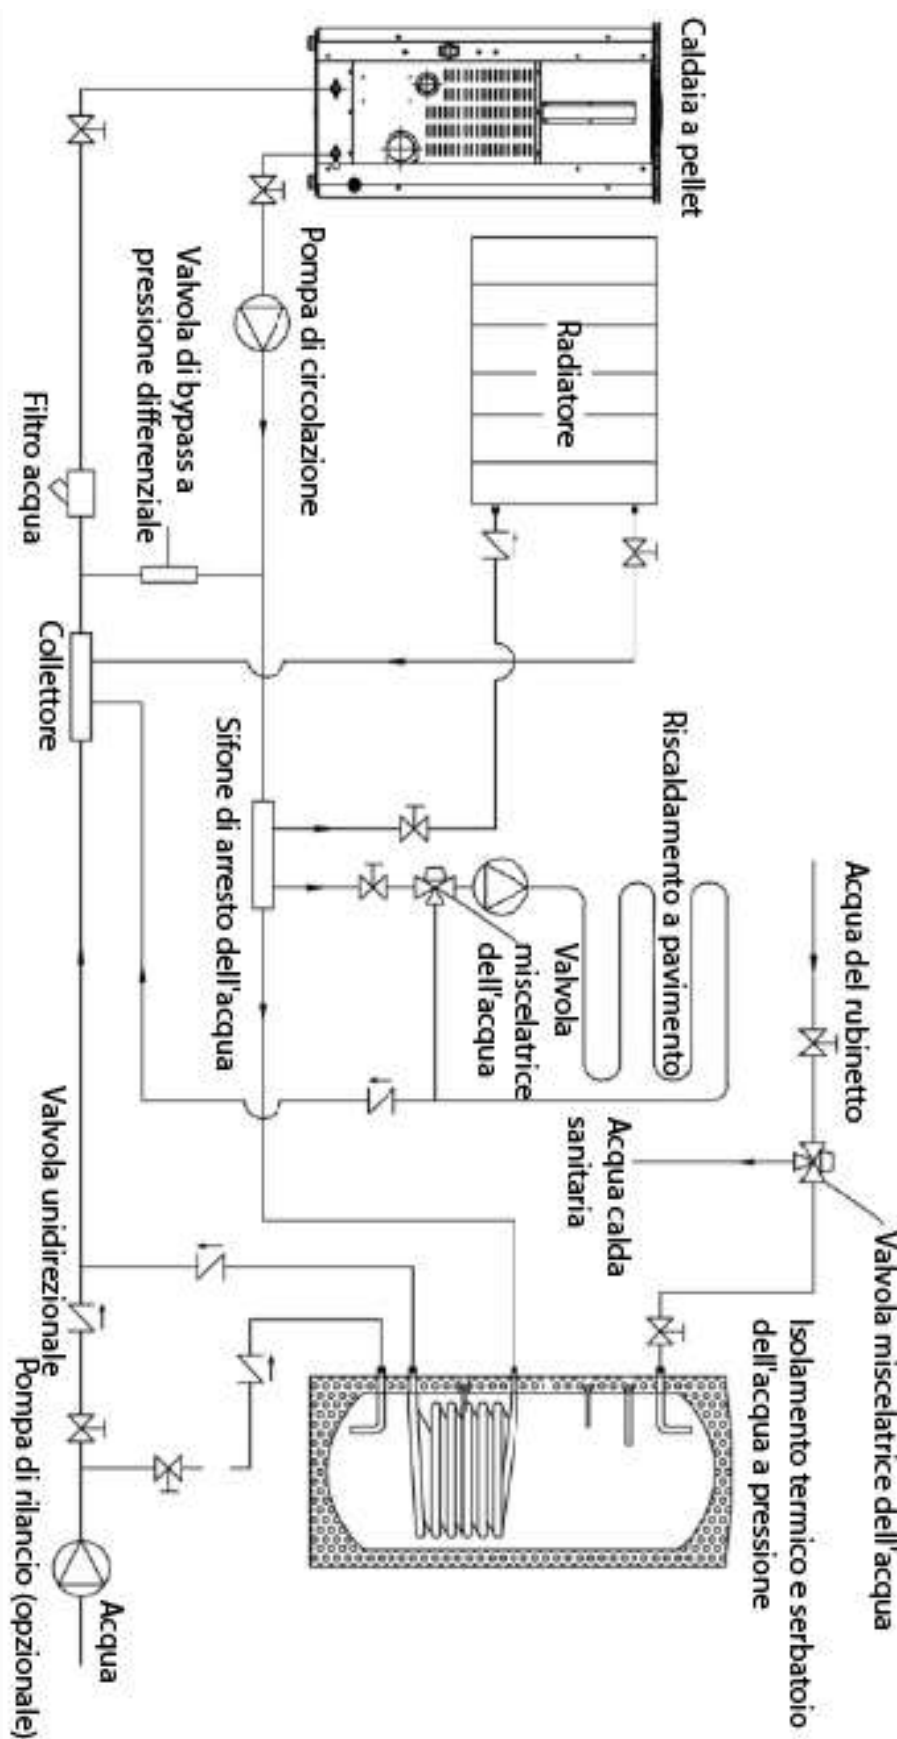 Caldaia a pellet
Radiatore
Pompa di circolazione
Valvola di bypass a
pressione differenziale
Filtro acqua
Collettore
Sifone di arresto dell'acqua
Riscaldamento a pavimento
Valvola
miscelatrice
dell'acqua
Acqua del rubinetto
Valvola miscelatrice dell'acqua
Acqua calda
sanitaria
Isolamento termico e serbatoio
dell'acqua a pressione
Valvola unidirezionale
Pompa di rilancio (opzionale)
Acqua